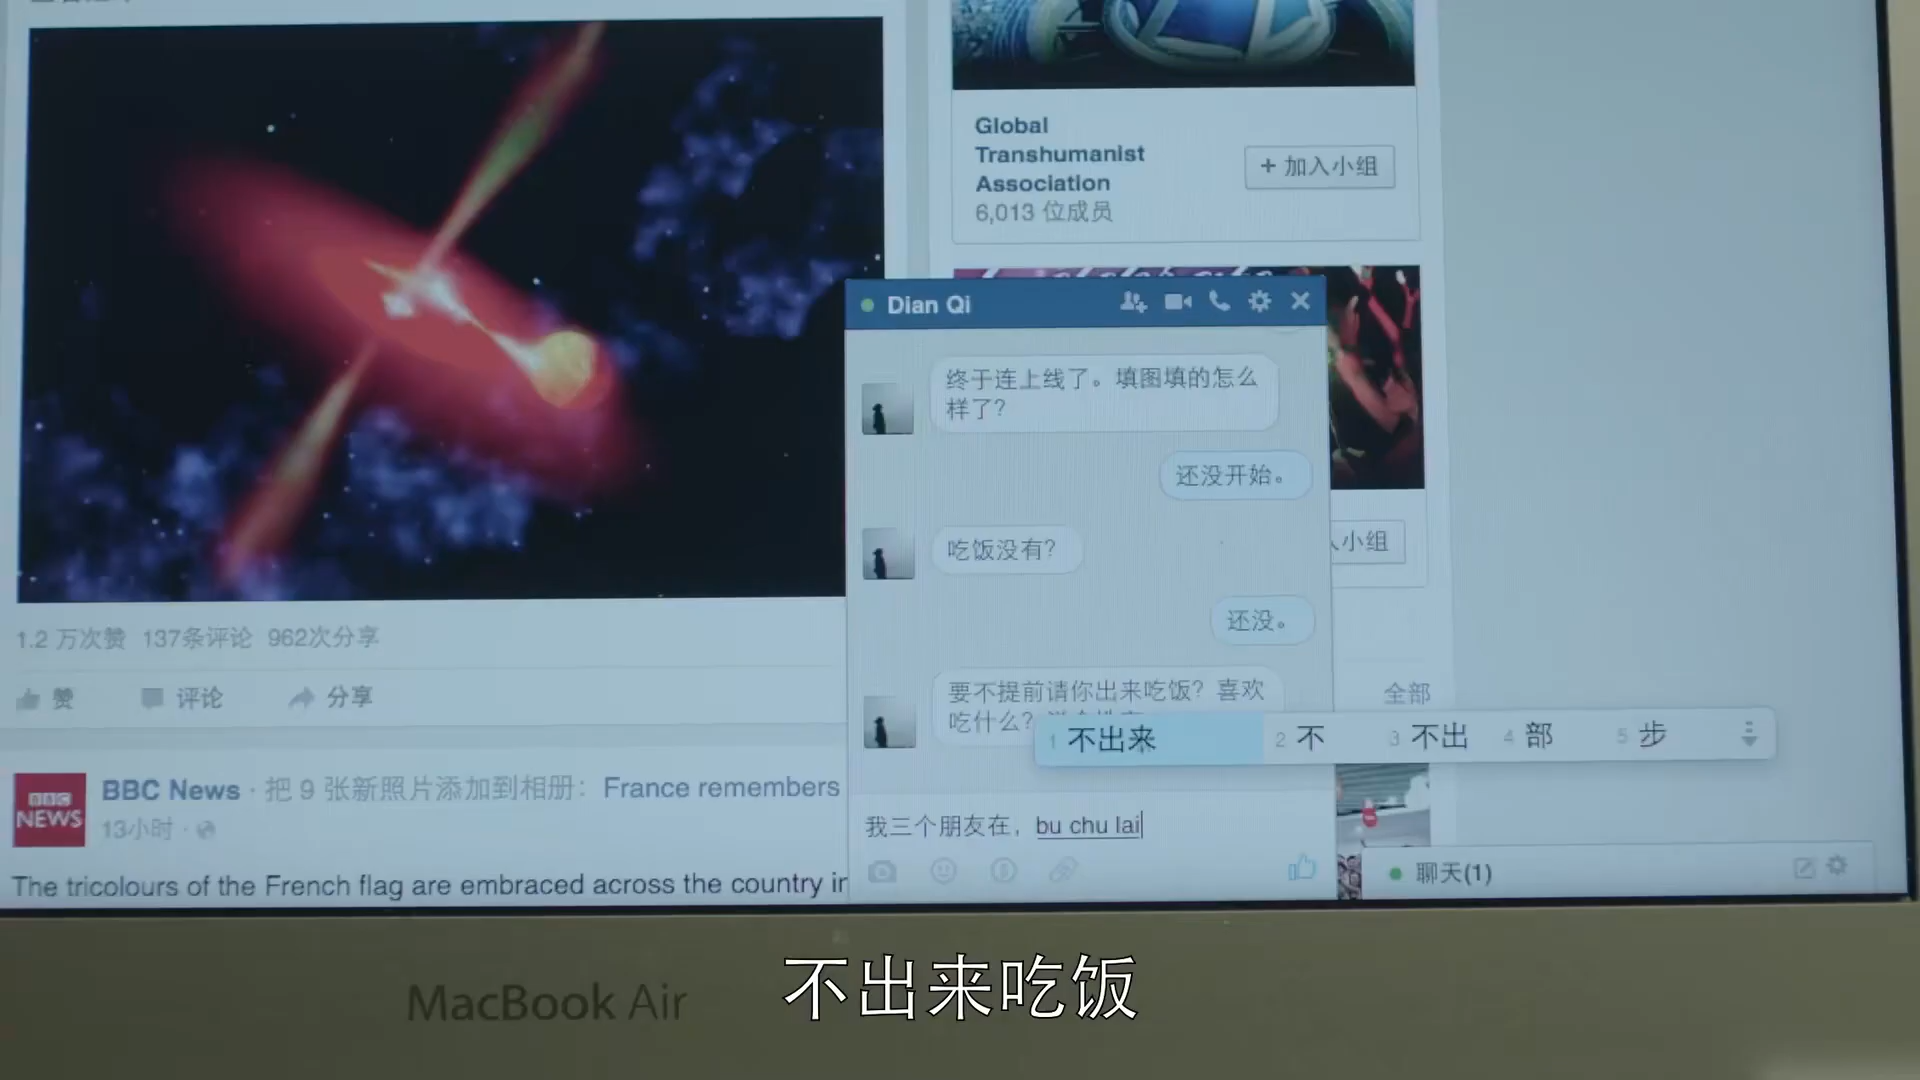 Global
Transhumanist
Association
6,013 位成员
+ 加入小组
Dian Qi
终于连上线了。填图填的怎么
样了?
还没开始。
吃饭没有?
小组
还没。
1.2 万次赞 137条评论 962次分享
赞 评论 分享
要不提前请你出来吃饭? 喜欢
吃什么?
全部
1 不出来 2 不 3 不出 4 部 5 步
BBC NEWS
BBC News · 把 9 张新照片添加到相册: France remembers
13小时 ·
我三个朋友在, bu chu lai
The tricolours of the French flag are embraced across the country in
聊天(1)
MacBook Air
不出来吃饭